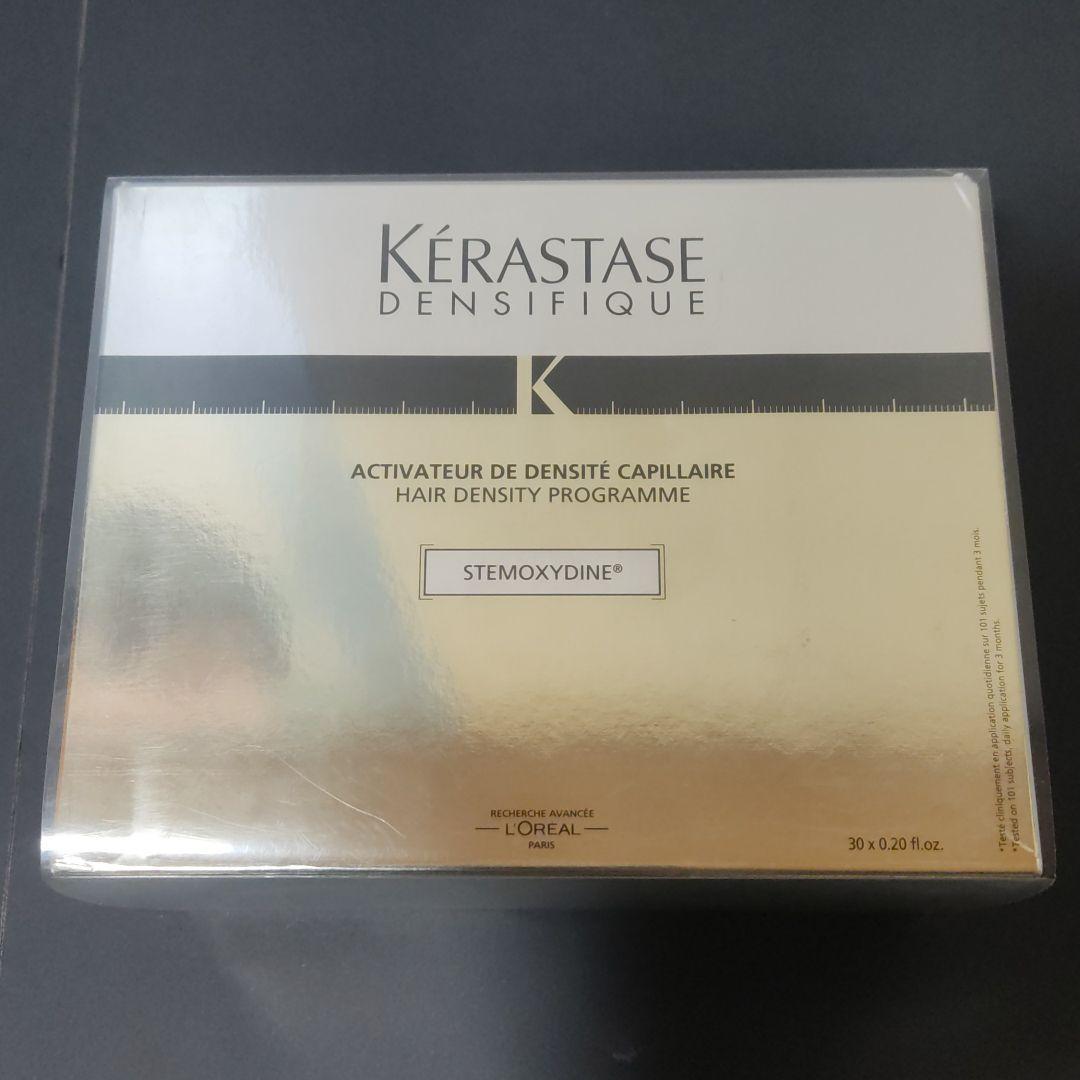 KÉRASTASE
DENSIFIQUE
K
ACTIVATEUR DE DENSITÉ CAPILLAIRE
HAIR DENSITY PROGRAMME
STEMOXYDINE®
RECHERCHE AVANCÉE
L'ORÉAL
PARIS
30 x 0.20 fl.oz.
*Testé cliniquement en application quotidienne sur 101 sujets pendant 3 mois.
*Tested on 101 subjects, daily application for 3 months.